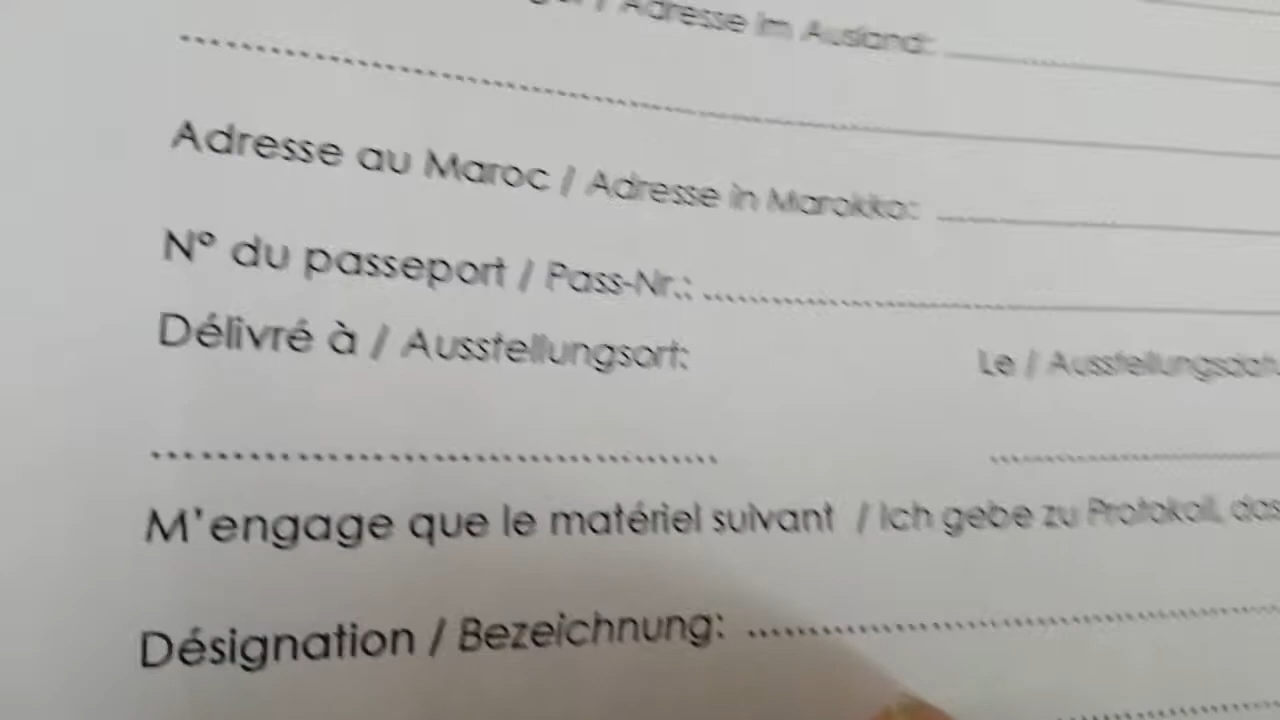 / Adresse im Ausland:
Adresse au Maroc / Adresse in Marokko:
N° du passeport / Pass-Nr.:
Délivré à / Ausstellungsort: Le /
M'engage que le matériel suivant / Ich gebe zu Protokoll,
Désignation / Bezeichnung: